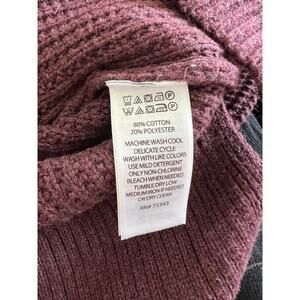 80% COTTON
20% POLYESTER
MACHINE WASH COOL
DELICATE CYCLE
WASH WITH LIKE COLORS
USE MILD DETERGENT
ONLY NON-CHLORINE
BLEACH WHEN NEEDED
TUMBLE DRY LOW
MEDIUM IRON IF NEEDED
OR DRY CLEAN
RN# 75343